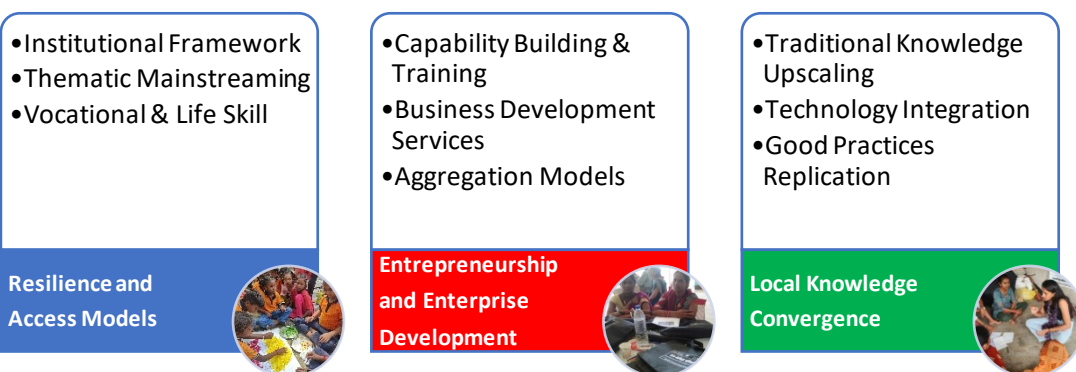 •Institutional Framework
•Thematic Mainstreaming
•Vocational & Life Skill
Resilience and
Access Models
•Capability Building &
Training
•Business Development
Services
•Aggregation Models
Entrepreneurship
and Enterprise
Development
•Traditional Knowledge
Upscaling
•Technology Integration
•Good Practices
Replication
Local Knowledge
Convergence